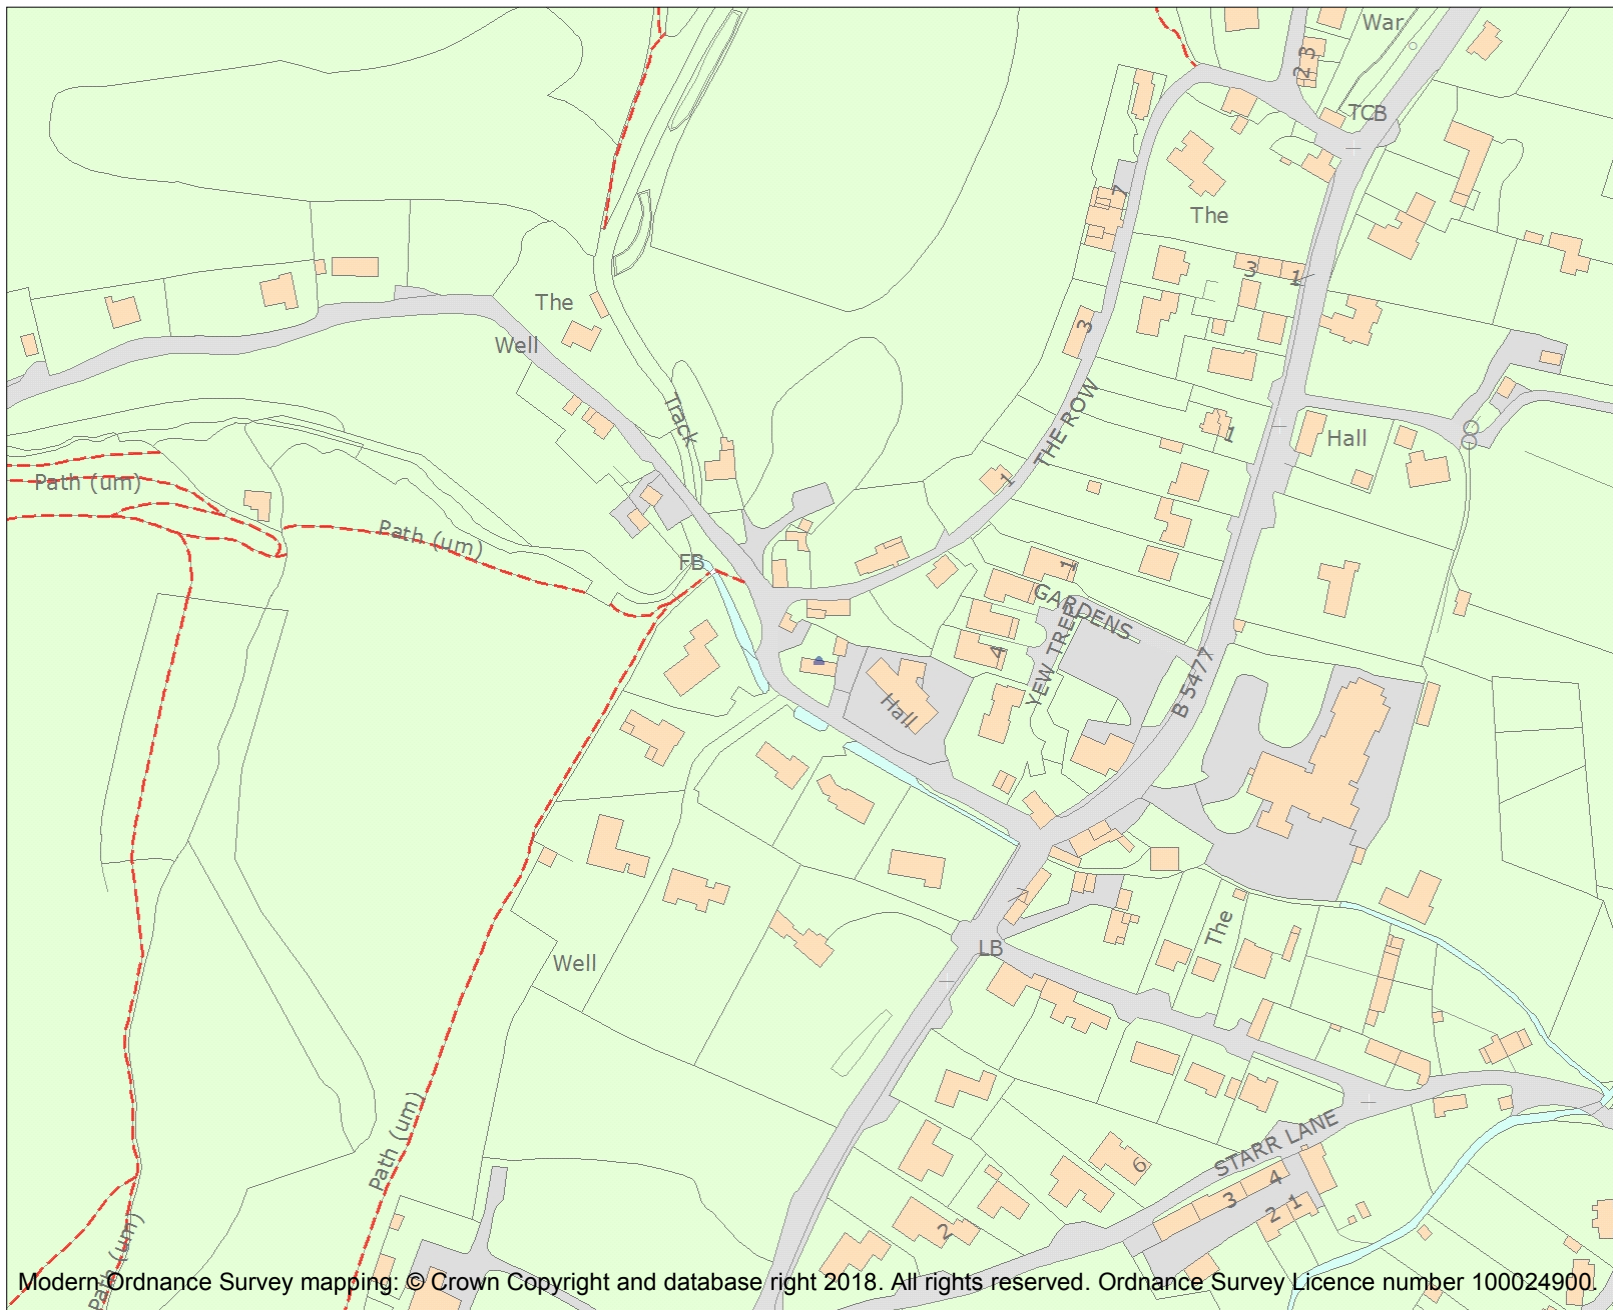 War
2 3
TCB
7
The
3
1
The
3
Well
Track
THE ROW
1
Hall
1
Path (um)
Path (um)
FB
1
GARDENS
YEW TREE
4
B 5477
Hall
7
The
LB
Well
Path (um)
STARR LANE
6
4
3
2 1
2
Path (um)
Modern Ordnance Survey mapping: © Crown Copyright and database right 2018. All rights reserved. Ordnance Survey Licence number 100024900.